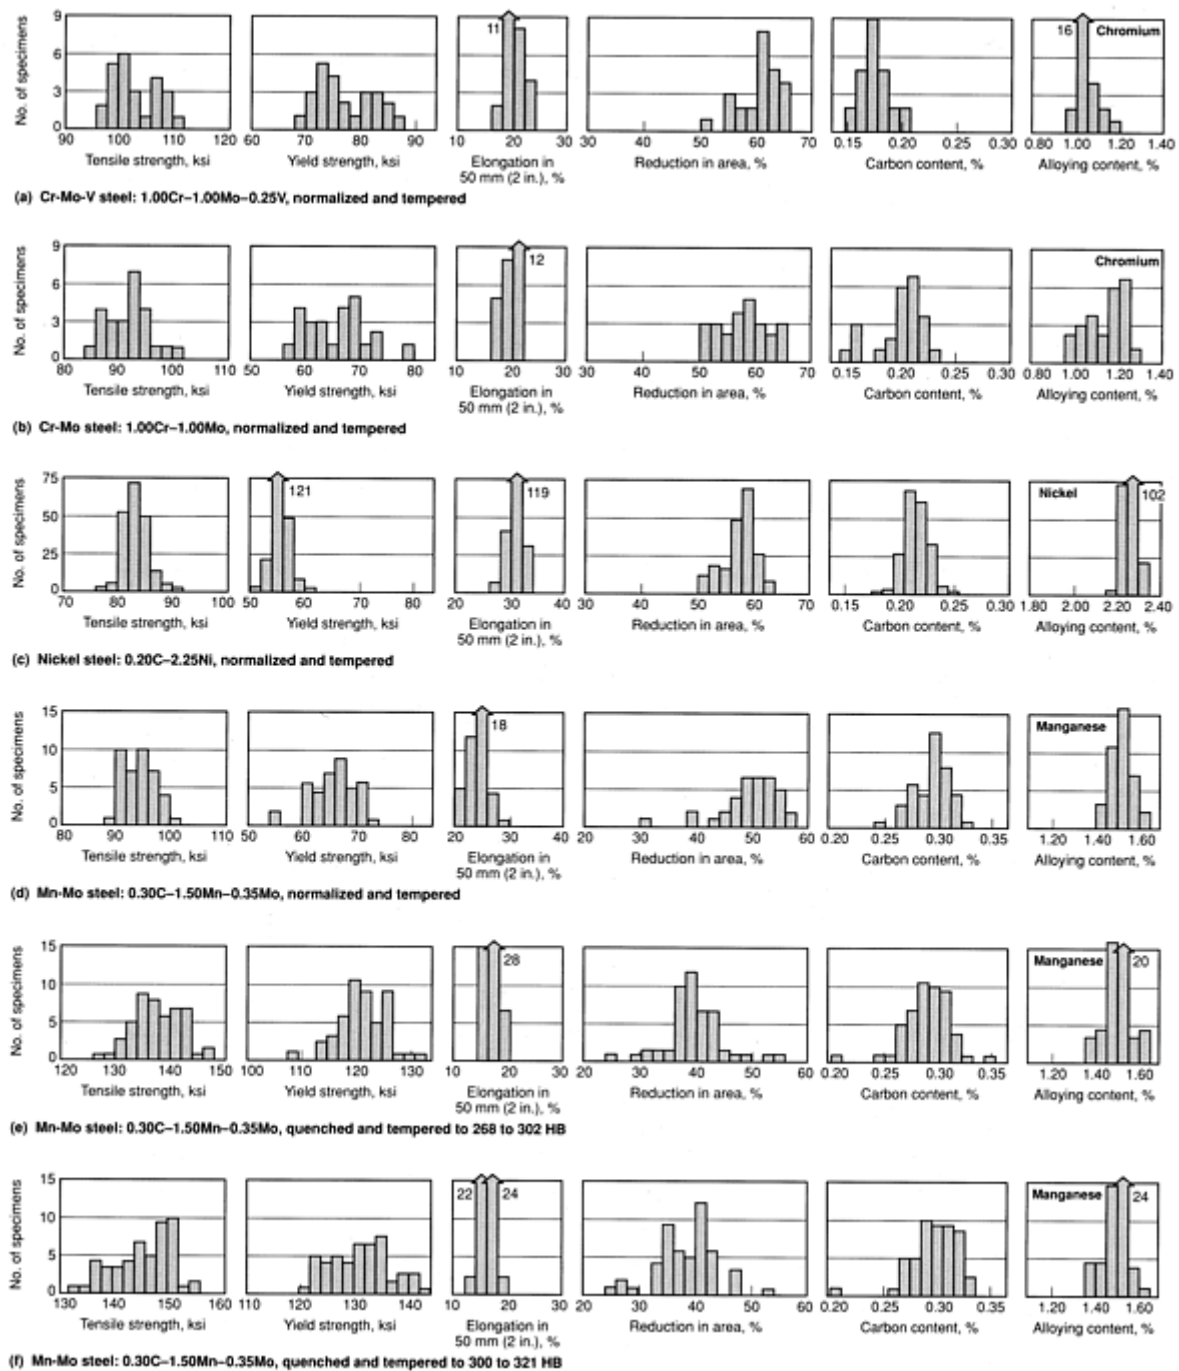 No. of specimens
9
6
3
0
90 100 110 120
Tensile strength, ksi
60 70 80 90
Yield strength, ksi
11
10 20 30
Elongation in
50 mm (2 in.), %
30 40 50 60 70
Reduction in area, %
0.15 0.20 0.25 0.30
Carbon content, %
16 Chromium
0.80 1.00 1.20 1.40
Alloying content, %
(a) Cr-Mo-V steel: 1.00Cr–1.00Mo–0.25V, normalized and tempered
No. of specimens
9
6
3
0
80 90 100 110
Tensile strength, ksi
50 60 70 80
Yield strength, ksi
12
10 20 30
Elongation in
50 mm (2 in.), %
30 40 50 60 70
Reduction in area, %
0.15 0.20 0.25 0.30
Carbon content, %
Chromium
0.80 1.00 1.20 1.40
Alloying content, %
(b) Cr-Mo steel: 1.00Cr–1.00Mo, normalized and tempered
No. of specimens
75
50
25
0
70 80 90 100
Tensile strength, ksi
121
50 60 70 80
Yield strength, ksi
119
20 30 40
Elongation in
50 mm (2 in.), %
30 40 50 60 70
Reduction in area, %
0.15 0.20 0.25 0.30
Carbon content, %
Nickel 102
1.80 2.00 2.20 2.40
Alloying content, %
(c) Nickel steel: 0.20C–2.25Ni, normalized and tempered
No. of specimens
15
10
5
0
80 90 100 110
Tensile strength, ksi
50 60 70 80
Yield strength, ksi
18
20 30 40
Elongation in
50 mm (2 in.), %
20 30 40 50 60
Reduction in area, %
0.20 0.25 0.30 0.35
Carbon content, %
Manganese
1.20 1.40 1.60
Alloying content, %
(d) Mn-Mo steel: 0.30C–1.50Mn–0.35Mo, normalized and tempered
No. of specimens
15
10
5
0
120 130 140 150
Tensile strength, ksi
100 110 120 130
Yield strength, ksi
28
10 20 30
Elongation in
50 mm (2 in.), %
20 30 40 50 60
Reduction in area, %
0.20 0.25 0.30 0.35
Carbon content, %
Manganese 20
1.20 1.40 1.60
Alloying content, %
(e) Mn-Mo steel: 0.30C–1.50Mn–0.35Mo, quenched and tempered to 268 to 302 HB
No. of specimens
15
10
5
0
130 140 150 160
Tensile strength, ksi
110 120 130 140
Yield strength, ksi
22 24
10 20 30
Elongation in
50 mm (2 in.), %
20 30 40 50 60
Reduction in area, %
0.20 0.25 0.30 0.35
Carbon content, %
Manganese 24
1.20 1.40 1.60
Alloying content, %
(f) Mn-Mo steel: 0.30C–1.50Mn–0.35Mo, quenched and tempered to 300 to 321 HB